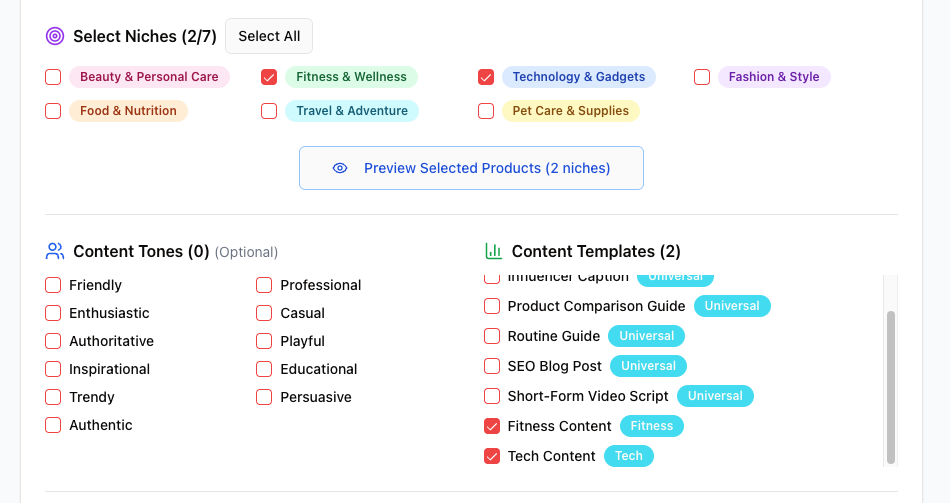 Select Niches (2/7) Select All
Beauty & Personal Care Fitness & Wellness Technology & Gadgets Fashion & Style
Food & Nutrition Travel & Adventure Pet Care & Supplies
Preview Selected Products (2 niches)
Content Tones (0) (Optional)
Friendly Professional
Enthusiastic Casual
Authoritative Playful
Inspirational Educational
Trendy Persuasive
Authentic
Content Templates (2)
Influencer Caption Universal
Product Comparison Guide Universal
Routine Guide Universal
SEO Blog Post Universal
Short-Form Video Script Universal
Fitness Content Fitness
Tech Content Tech